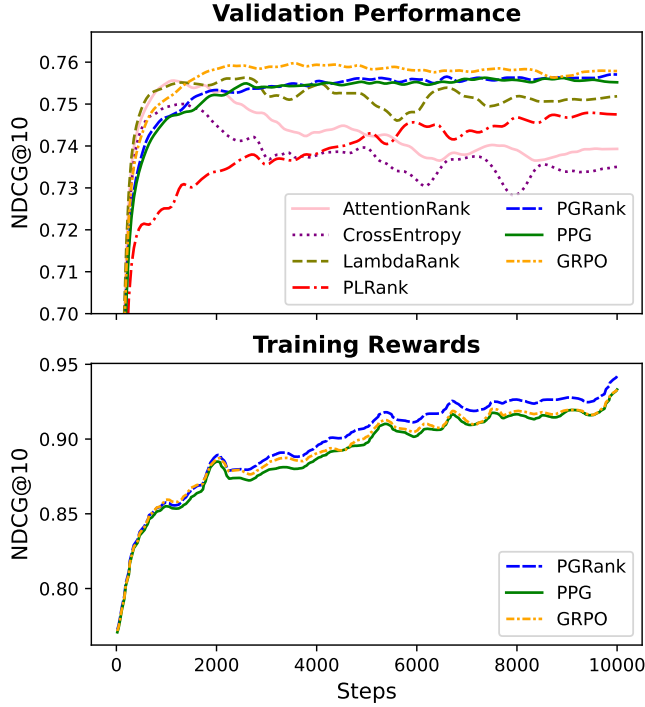 Validation Performance
NDCG@10
0.76
0.75
0.74
0.73
0.72
0.71
0.70
AttentionRank
CrossEntropy
LambdaRank
PLRank
PGRank
PPG
GRPO
Training Rewards
NDCG@10
0.95
0.90
0.85
0.80
PGRank
PPG
GRPO
0 2000 4000 6000 8000 10000
Steps